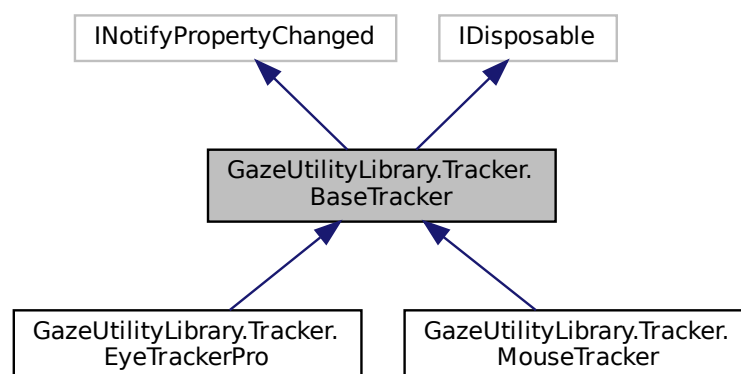 INotifyPropertyChanged
IDisposable
GazeUtilityLibrary.Tracker.
BaseTracker
GazeUtilityLibrary.Tracker.
EyeTrackerPro
GazeUtilityLibrary.Tracker.
MouseTracker